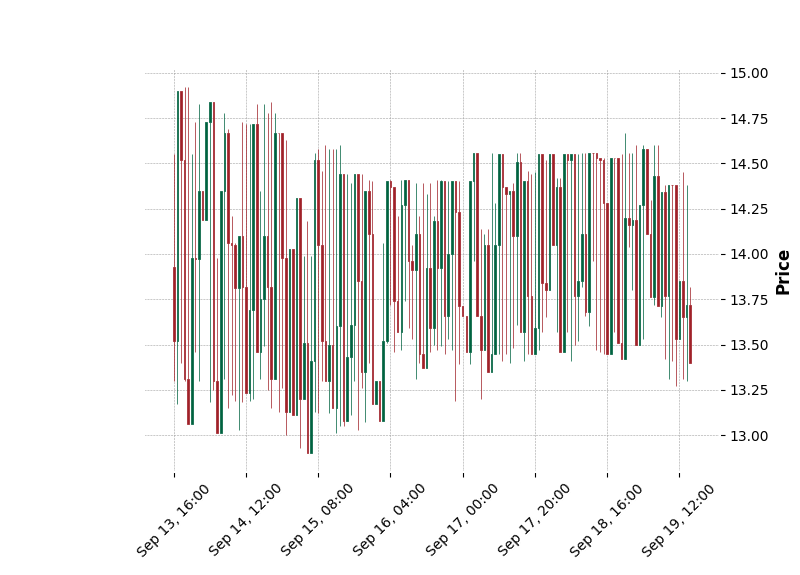 15.00
14.75
14.50
14.25
14.00
13.75
13.50
13.25
13.00
Price
Sep 13, 16:00
Sep 14, 12:00
Sep 15, 08:00
Sep 16, 04:00
Sep 17, 00:00
Sep 17, 20:00
Sep 18, 16:00
Sep 19, 12:00